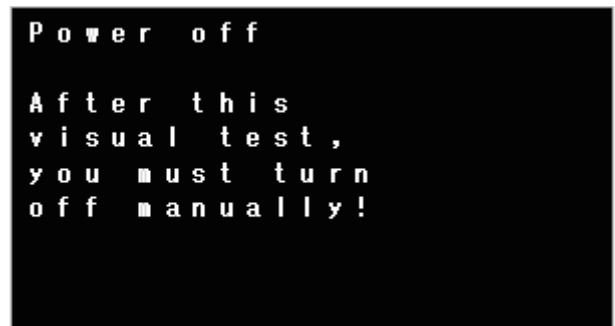 Power off
After this
visual test,
you must turn
off manually!